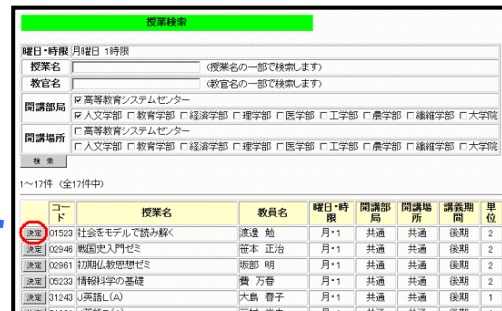 授業検索
曜日・時限 月曜日 1時限
授業名 (授業名の一部で検索します)
教官名 (教官名の一部で検索します)
開講部局 高等教育システムセンター
人文学部 教育学部 経済学部 理学部 医学部 工学部 農学部 繊維学部 大学院
開講場所 高等教育システムセンター
人文学部 教育学部 経済学部 理学部 医学部 工学部 農学部 繊維学部 大学院
検 索
1～17件 (全17件中)
コード 授業名 教員名 曜日・時限 開講部局 開講場所 講義期間 単位
決定 01523 社会をモデルで読み解く 渡邉 勉 月・1 共通 共通 後期 2
決定 02946 戦国史入門ゼミ 笹本 正治 月・1 共通 共通 後期 2
決定 02961 初期仏教思想ゼミ 坂部 明 月・1 共通 共通 後期 2
決定 05233 情報科学の基礎 費 万春 月・1 共通 共通 後期 2
決定 31243 J英語L(A) 大島 春子 月・1 共通 共通 後期 1